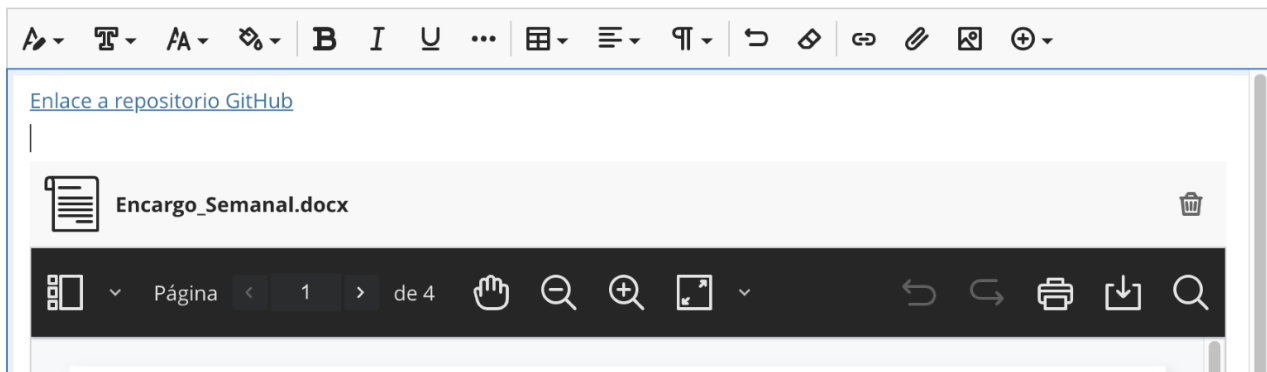 Enlace a repositorio GitHub
Encargo_Semanal.docx
Página 1 de 4